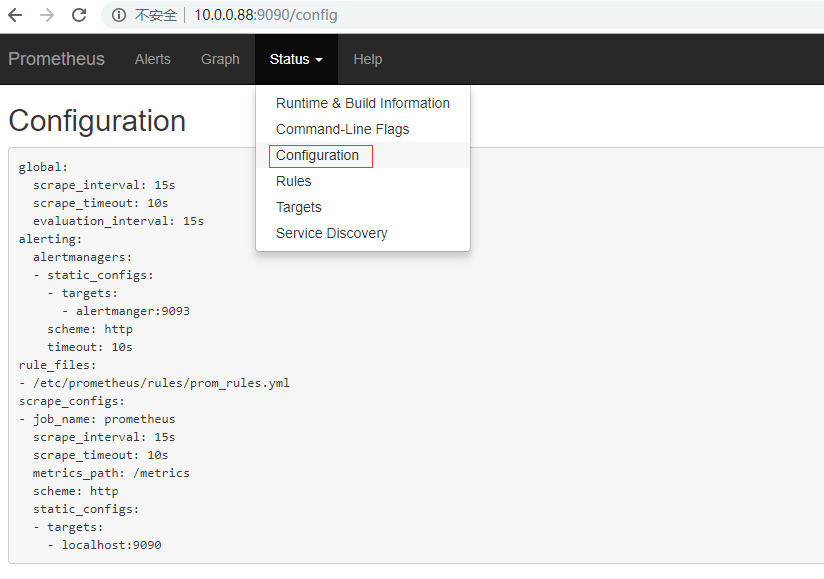 不安全 | 10.0.0.88:9090/config
Prometheus Alerts Graph Status Help
Runtime & Build Information
Command-Line Flags
Configuration
Rules
Targets
Service Discovery
Configuration
global:
  scrape_interval: 15s
  scrape_timeout: 10s
  evaluation_interval: 15s
alerting:
  alertmanagers:
  - static_configs:
    - targets:
      - alertmanger:9093
    scheme: http
    timeout: 10s
rule_files:
- /etc/prometheus/rules/prom_rules.yml
scrape_configs:
- job_name: prometheus
  scrape_interval: 15s
  scrape_timeout: 10s
  metrics_path: /metrics
  scheme: http
  static_configs:
  - targets:
    - localhost:9090